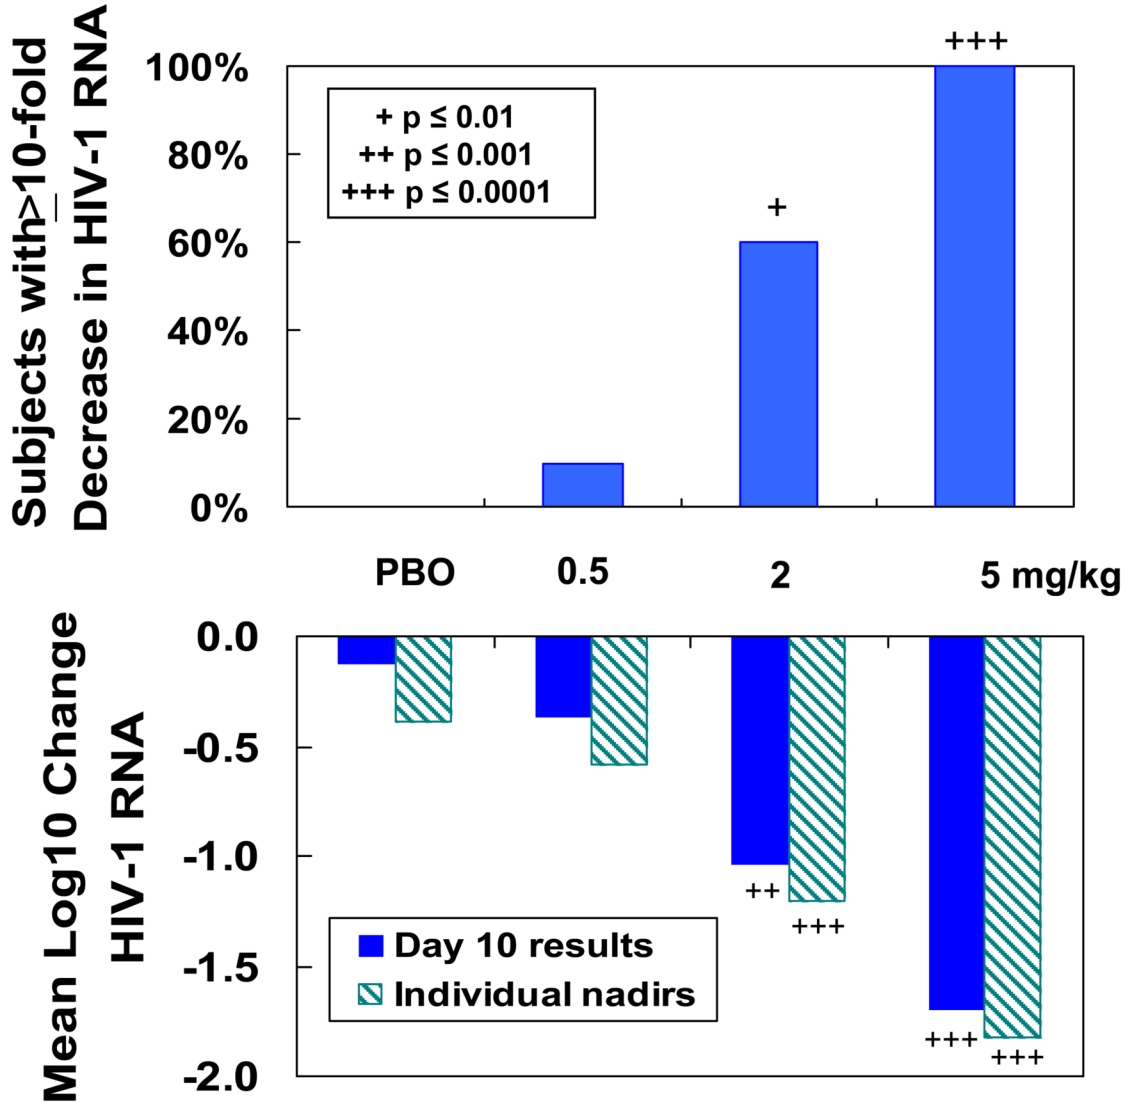 Subjects with≥10-fold
Decrease in HIV-1 RNA
100%
80%
60%
40%
20%
0%
+ p ≤ 0.01
++ p ≤ 0.001
+++ p ≤ 0.0001
+
+++
PBO 0.5 2 5 mg/kg
Mean Log10 Change
HIV-1 RNA
0.0
-0.5
-1.0
-1.5
-2.0
++
+++
+++
+++
Day 10 results
Individual nadirs